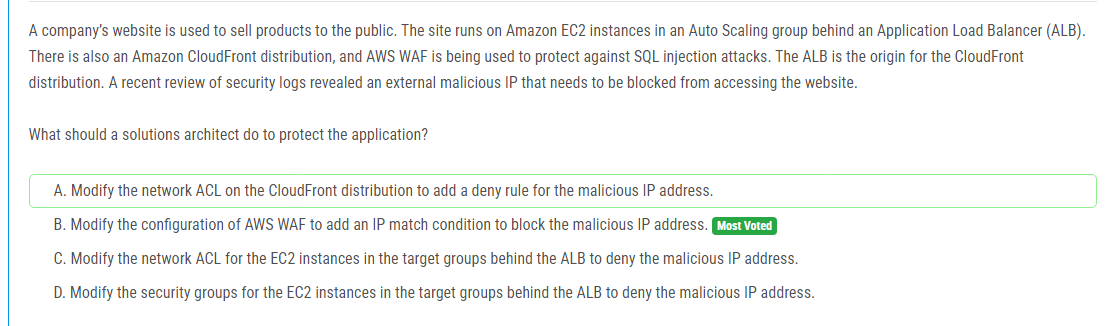 A company's website is used to sell products to the public. The site runs on Amazon EC2 instances in an Auto Scaling group behind an Application Load Balancer (ALB).
There is also an Amazon CloudFront distribution, and AWS WAF is being used to protect against SQL injection attacks. The ALB is the origin for the CloudFront
distribution. A recent review of security logs revealed an external malicious IP that needs to be blocked from accessing the website.
What should a solutions architect do to protect the application?
A. Modify the network ACL on the CloudFront distribution to add a deny rule for the malicious IP address.
B. Modify the configuration of AWS WAF to add an IP match condition to block the malicious IP address. Most Voted
C. Modify the network ACL for the EC2 instances in the target groups behind the ALB to deny the malicious IP address.
D. Modify the security groups for the EC2 instances in the target groups behind the ALB to deny the malicious IP address.